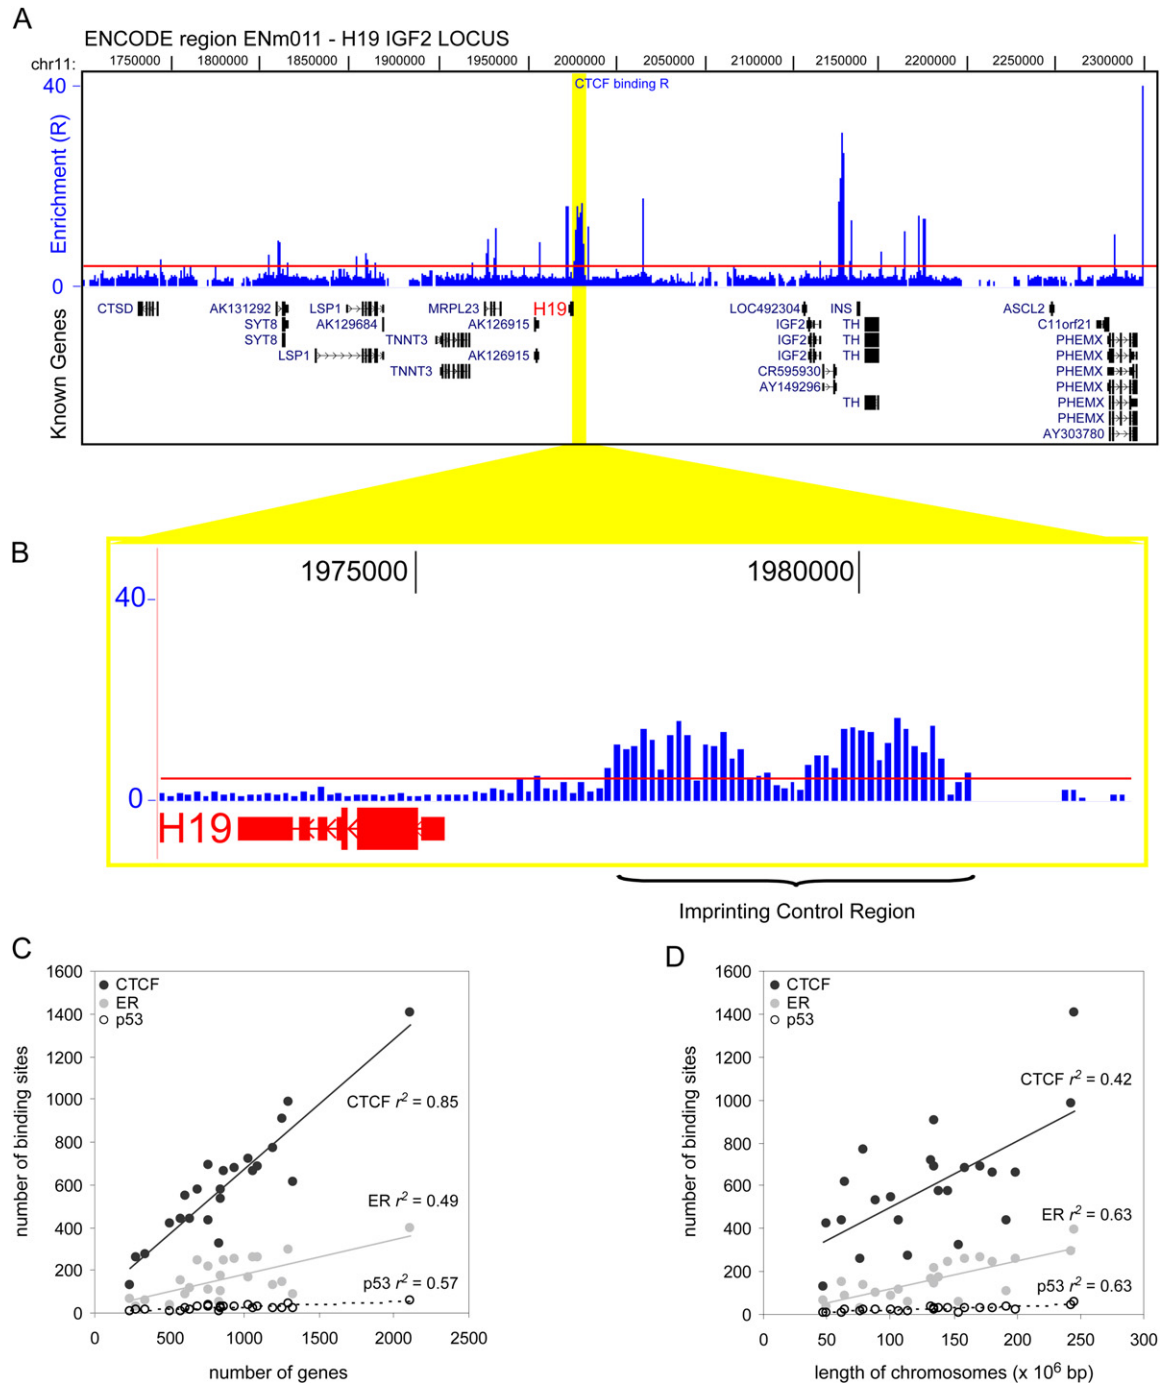 A
ENCODE region ENm011 - H19 IGF2 LOCUS
chr11: 1750000 1800000 1850000 1900000 1950000 2000000 2050000 2100000 2150000 2200000 2250000 2300000
CTCF binding R
40
Enrichment (R)
0
Known Genes
CTSD AK131292 LSP1 MRPL23 H19 LOC492304 INS ASCL2
SYT8 AK129684 AK126915 IGF2 TH C11orf21
SYT8 TNNT3 IGF2 TH PHEMX
LSP1 AK126915 IGF2 TH PHEMX
TNNT3 CR595930 PHEMX
AY149296 PHEMX
TH PHEMX
PHEMX
AY303780
B
1975000 1980000
40
0
H19
Imprinting Control Region
C
number of binding sites
1600
1400
1200
1000
800
600
400
200
0
CTCF
ER
p53
CTCF r² = 0.85
ER r² = 0.49
p53 r² = 0.57
0 500 1000 1500 2000 2500
number of genes
D
number of binding sites
1600
1400
1200
1000
800
600
400
200
0
CTCF
ER
p53
CTCF r² = 0.42
ER r² = 0.63
p53 r² = 0.63
0 50 100 150 200 250 300
length of chromosomes (x 10⁶ bp)